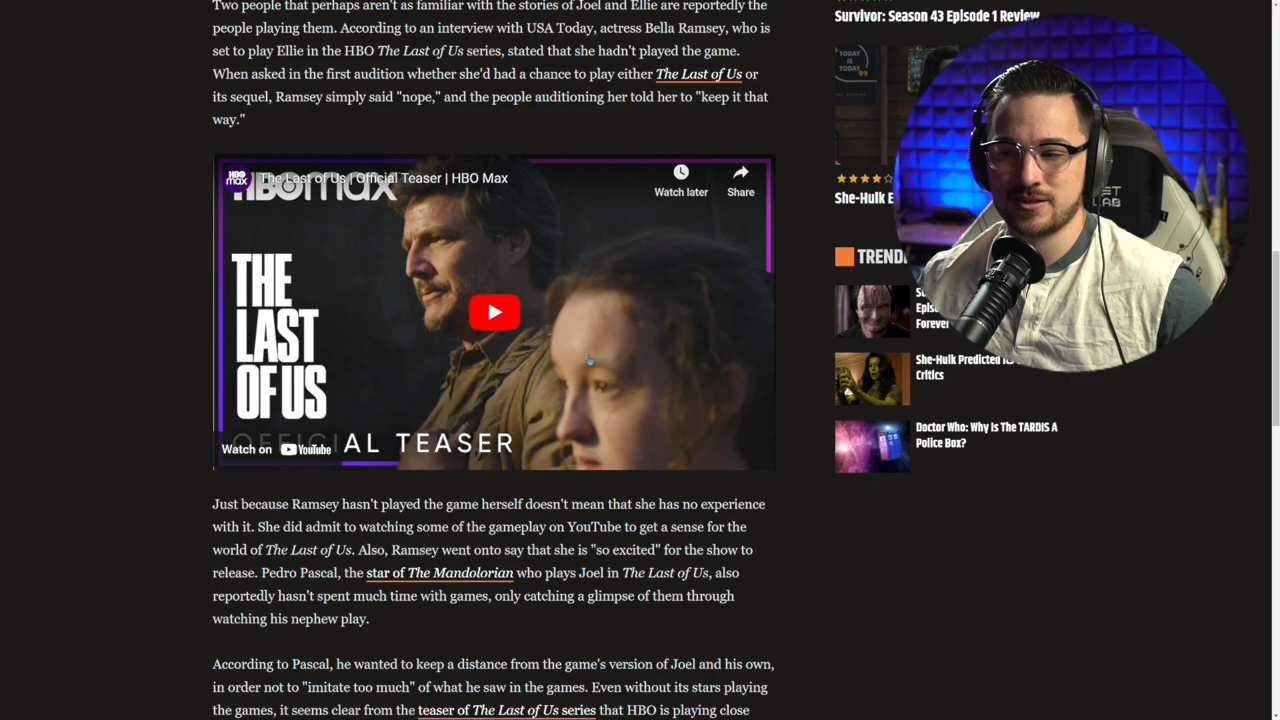 Two people that perhaps aren't as familiar with the stories of Joel and Ellie are reportedly the
people playing them. According to an interview with USA Today, actress Bella Ramsey, who is
set to play Ellie in the HBO The Last of Us series, stated that she hadn't played the game.
When asked in the first audition whether she'd had a chance to play either The Last of Us or
its sequel, Ramsey simply said "nope," and the people auditioning her told her to "keep it that
way."
HBO max
The Last of Us | Official Teaser | HBO Max
HBOmax
Watch later
Share
THE
LAST
OF US
OFFICIAL TEASER
Watch on YouTube
Just because Ramsey hasn't played the game herself doesn't mean that she has no experience
with it. She did admit to watching some of the gameplay on YouTube to get a sense for the
world of The Last of Us. Also, Ramsey went onto say that she is "so excited" for the show to
release. Pedro Pascal, the star of The Mandolorian who plays Joel in The Last of Us, also
reportedly hasn't spent much time with games, only catching a glimpse of them through
watching his nephew play.
According to Pascal, he wanted to keep a distance from the game's version of Joel and his own,
in order not to "imitate too much" of what he saw in the games. Even without its stars playing
the games, it seems clear from the teaser of The Last of Us series that HBO is playing close
Survivor: Season 43 Episode 1 Review
TODAY
IS
TODAY
She-Hulk E
TREND
Forever
She-Hulk Predicted
Critics
Doctor Who: Why Is The TARDIS A
Police Box?
LAB